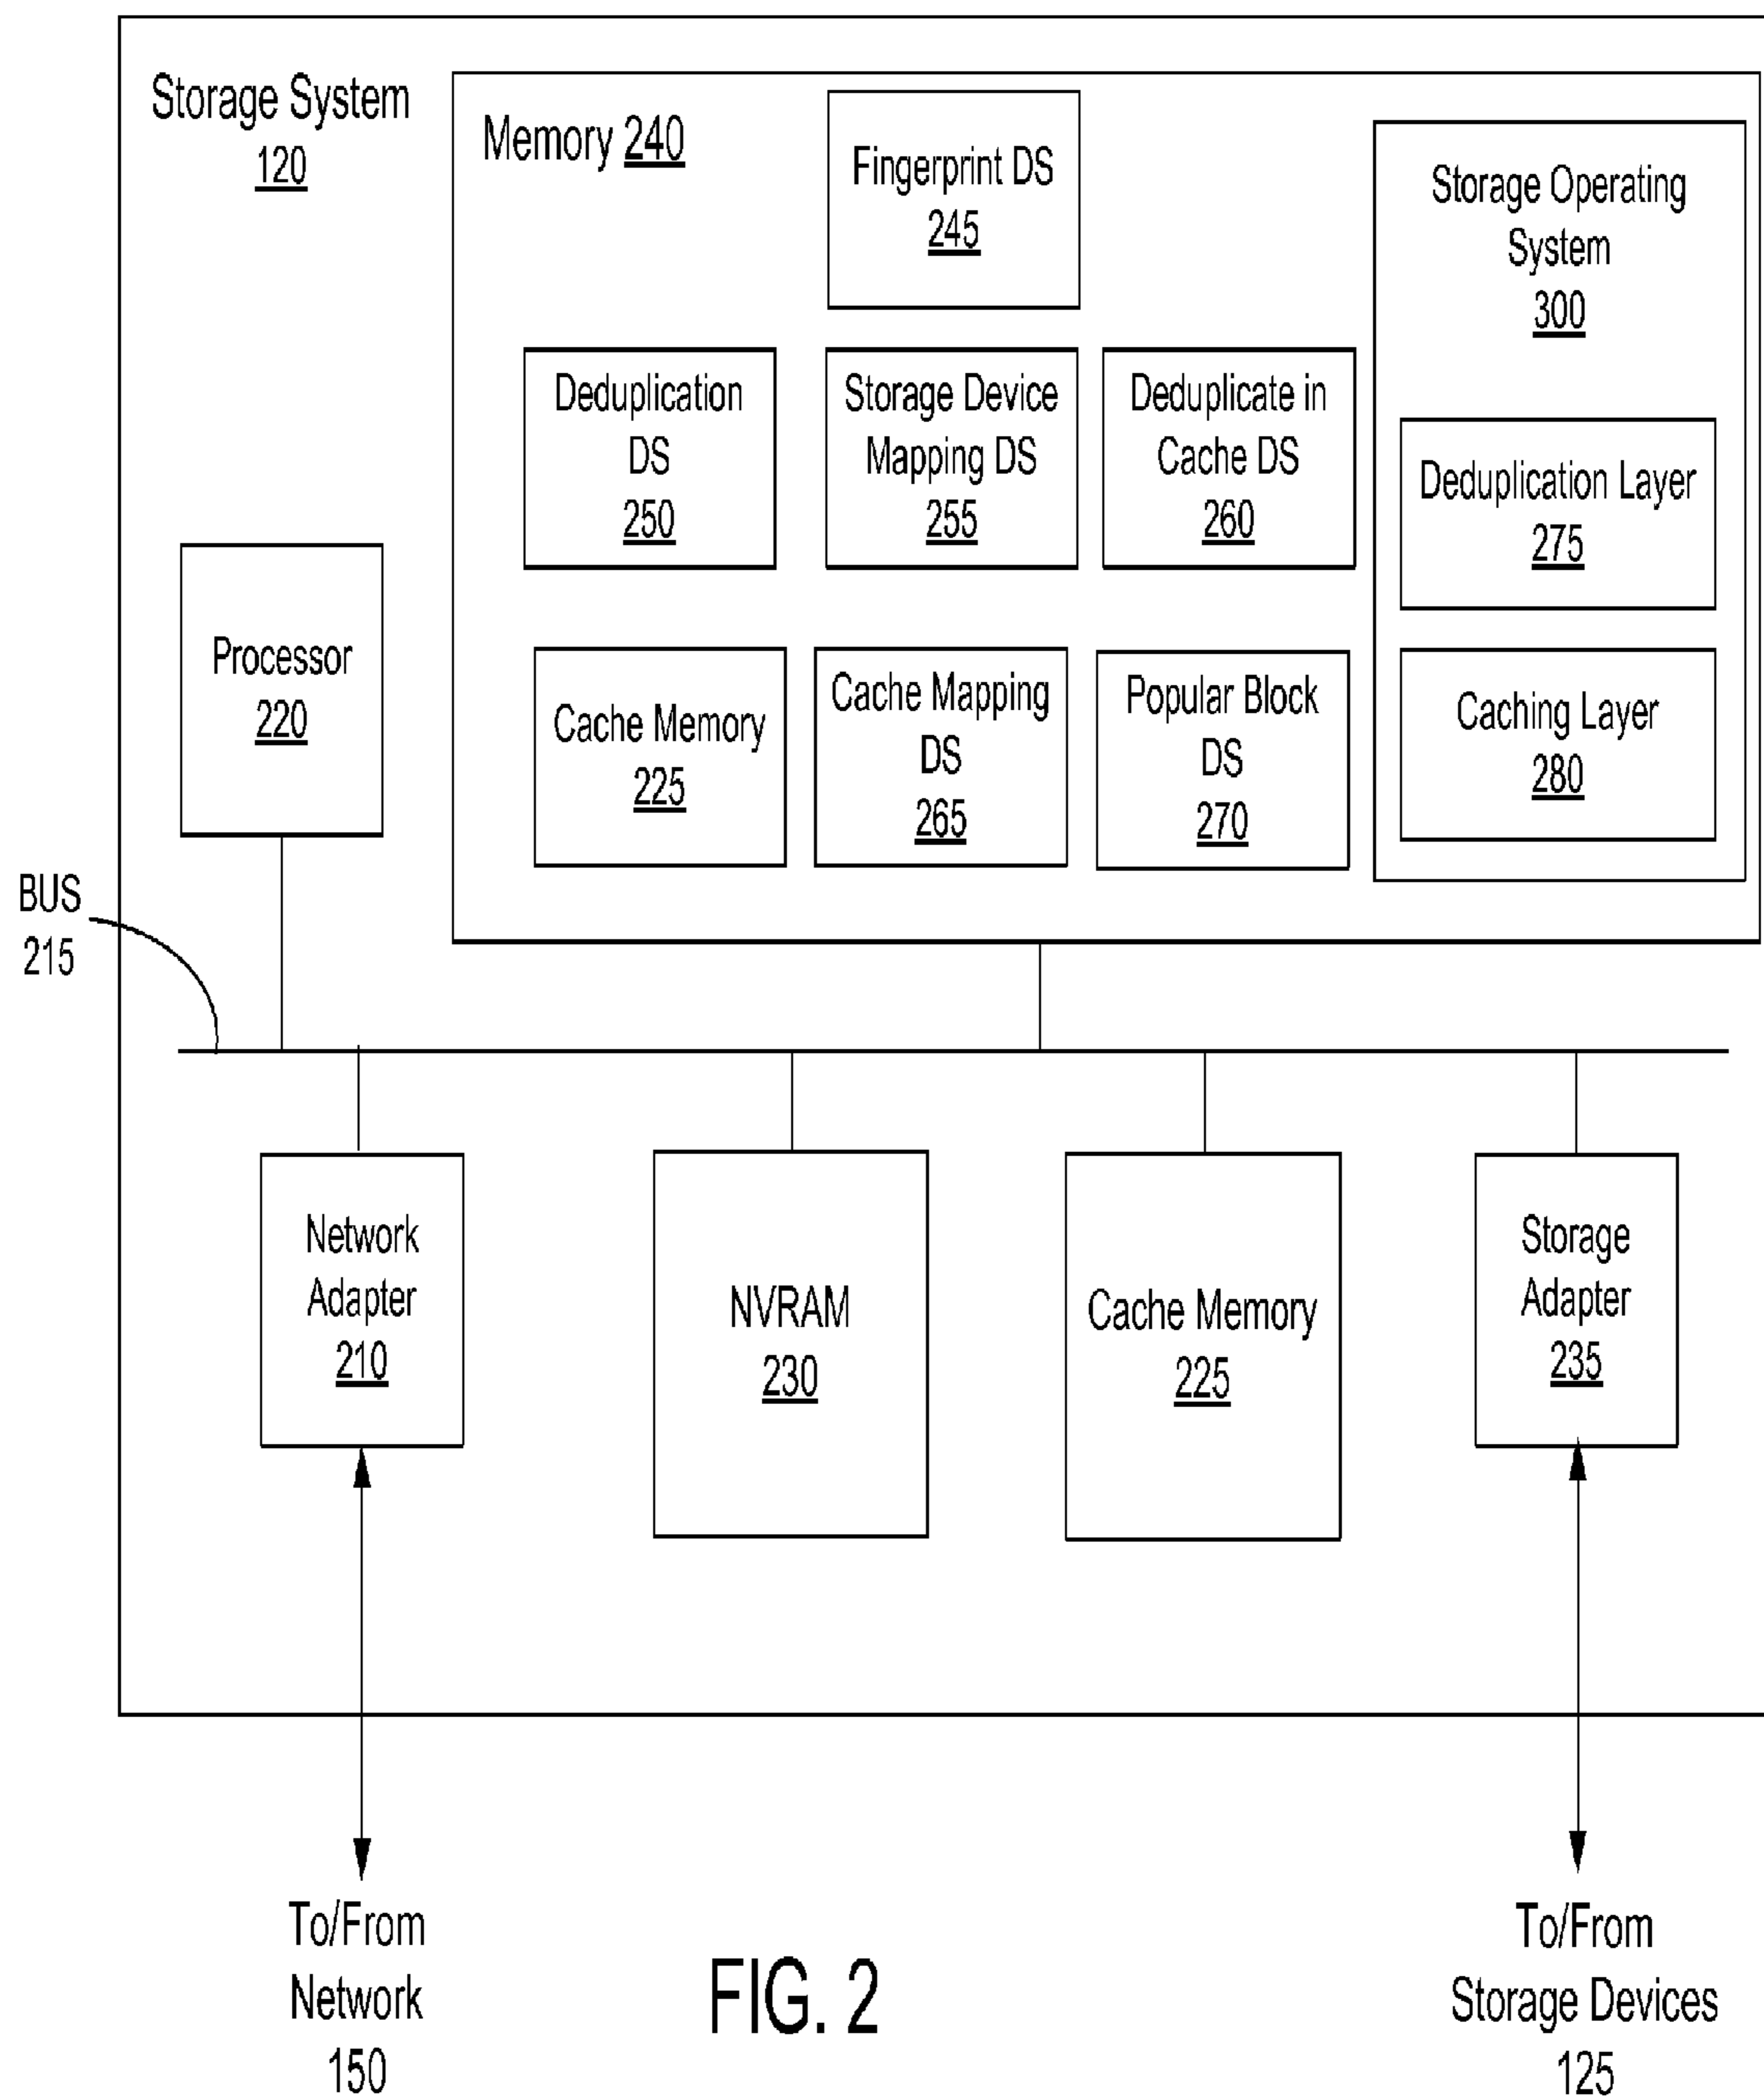 Storage System
120
Memory 240
Fingerprint DS
245
Storage Operating
System
300
Deduplication
DS
250
Storage Device
Mapping DS
255
Deduplicate in
Cache DS
260
Deduplication Layer
275
Processor
220
Cache Memory
225
Cache Mapping
DS
265
Popular Block
DS
270
Caching Layer
280
BUS
215
Network
Adapter
210
NVRAM
230
Cache Memory
225
Storage
Adapter
235
To/From
Network
150
FIG. 2
To/From
Storage Devices
125